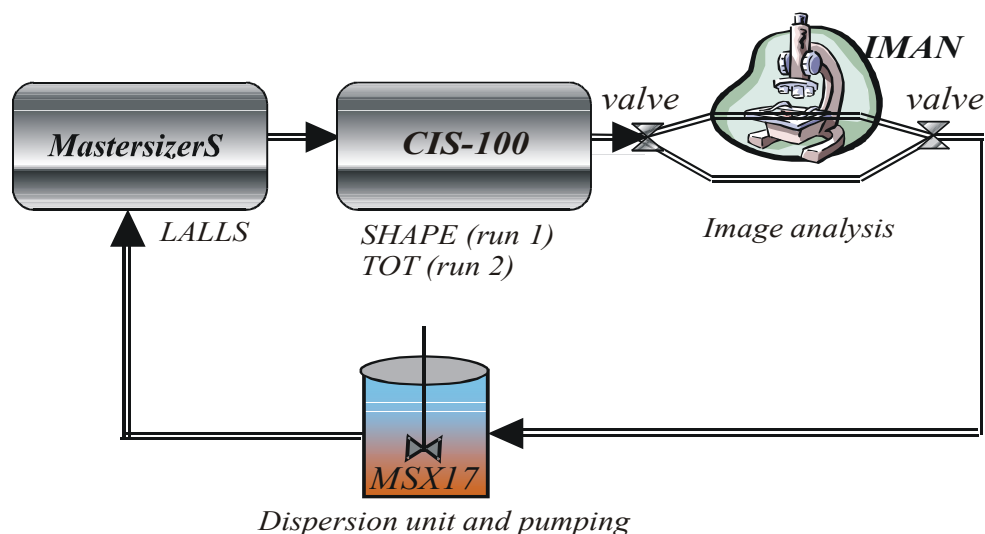 IMAN
valve
valve
MastersizerS
CIS-100
LALLS
SHAPE (run 1)
TOT (run 2)
Image analysis
MSX17
Dispersion unit and pumping